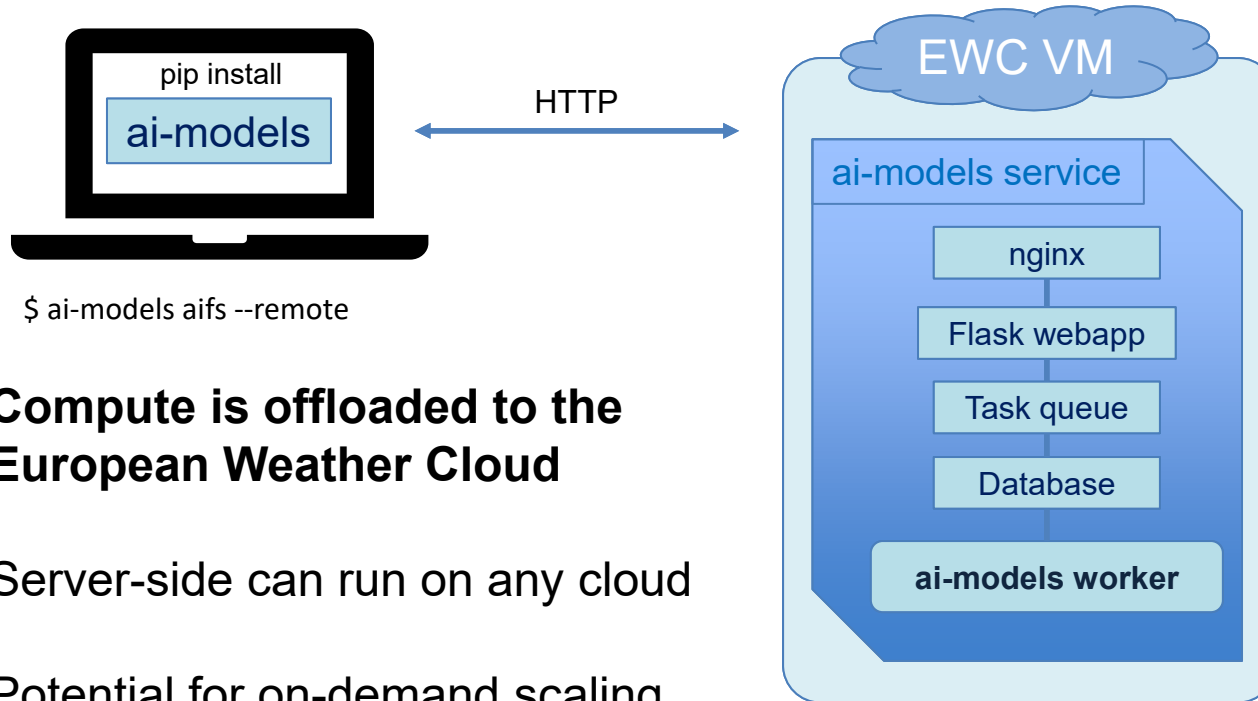 pip install
ai-models
HTTP
$ ai-models aifs --remote
Compute is offloaded to the
European Weather Cloud
Server-side can run on any cloud
Potential for on-demand scaling
EWC VM
ai-models service
nginx
Flask webapp
Task queue
Database
ai-models worker